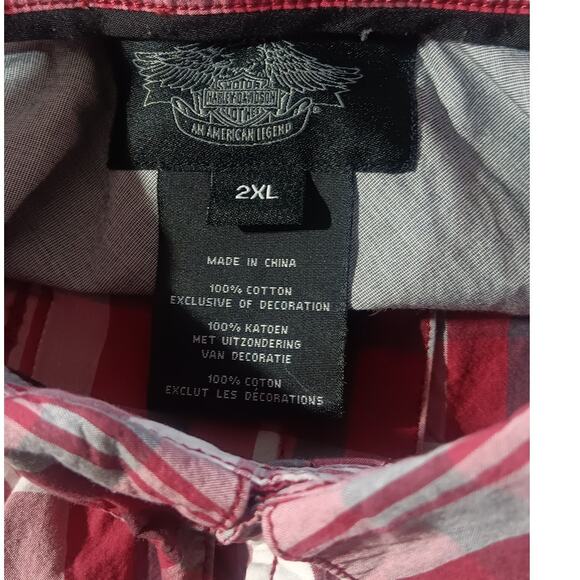 MOTOR
HARLEY-DAVIDSON
CLOTHES
®
AN AMERICAN LEGEND
2XL
MADE IN CHINA
100% COTTON
EXCLUSIVE OF DECORATION
100% KATOEN
MET UITZONDERING
VAN DECORATIE
100% COTON
EXCLUT LES DÉCORATIONS